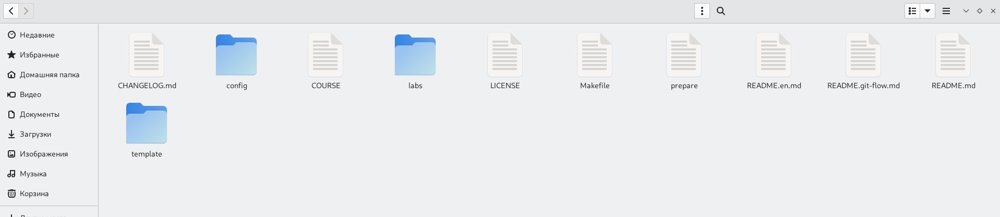 Недавние
Избранные
Домашняя папка
Видео
Документы
Загрузки
Изображения
Музыка
Корзина
CHANGELOG.md
config
COURSE
labs
LICENSE
Makefile
prepare
README.en.md
README.git-flow.md
README.md
template